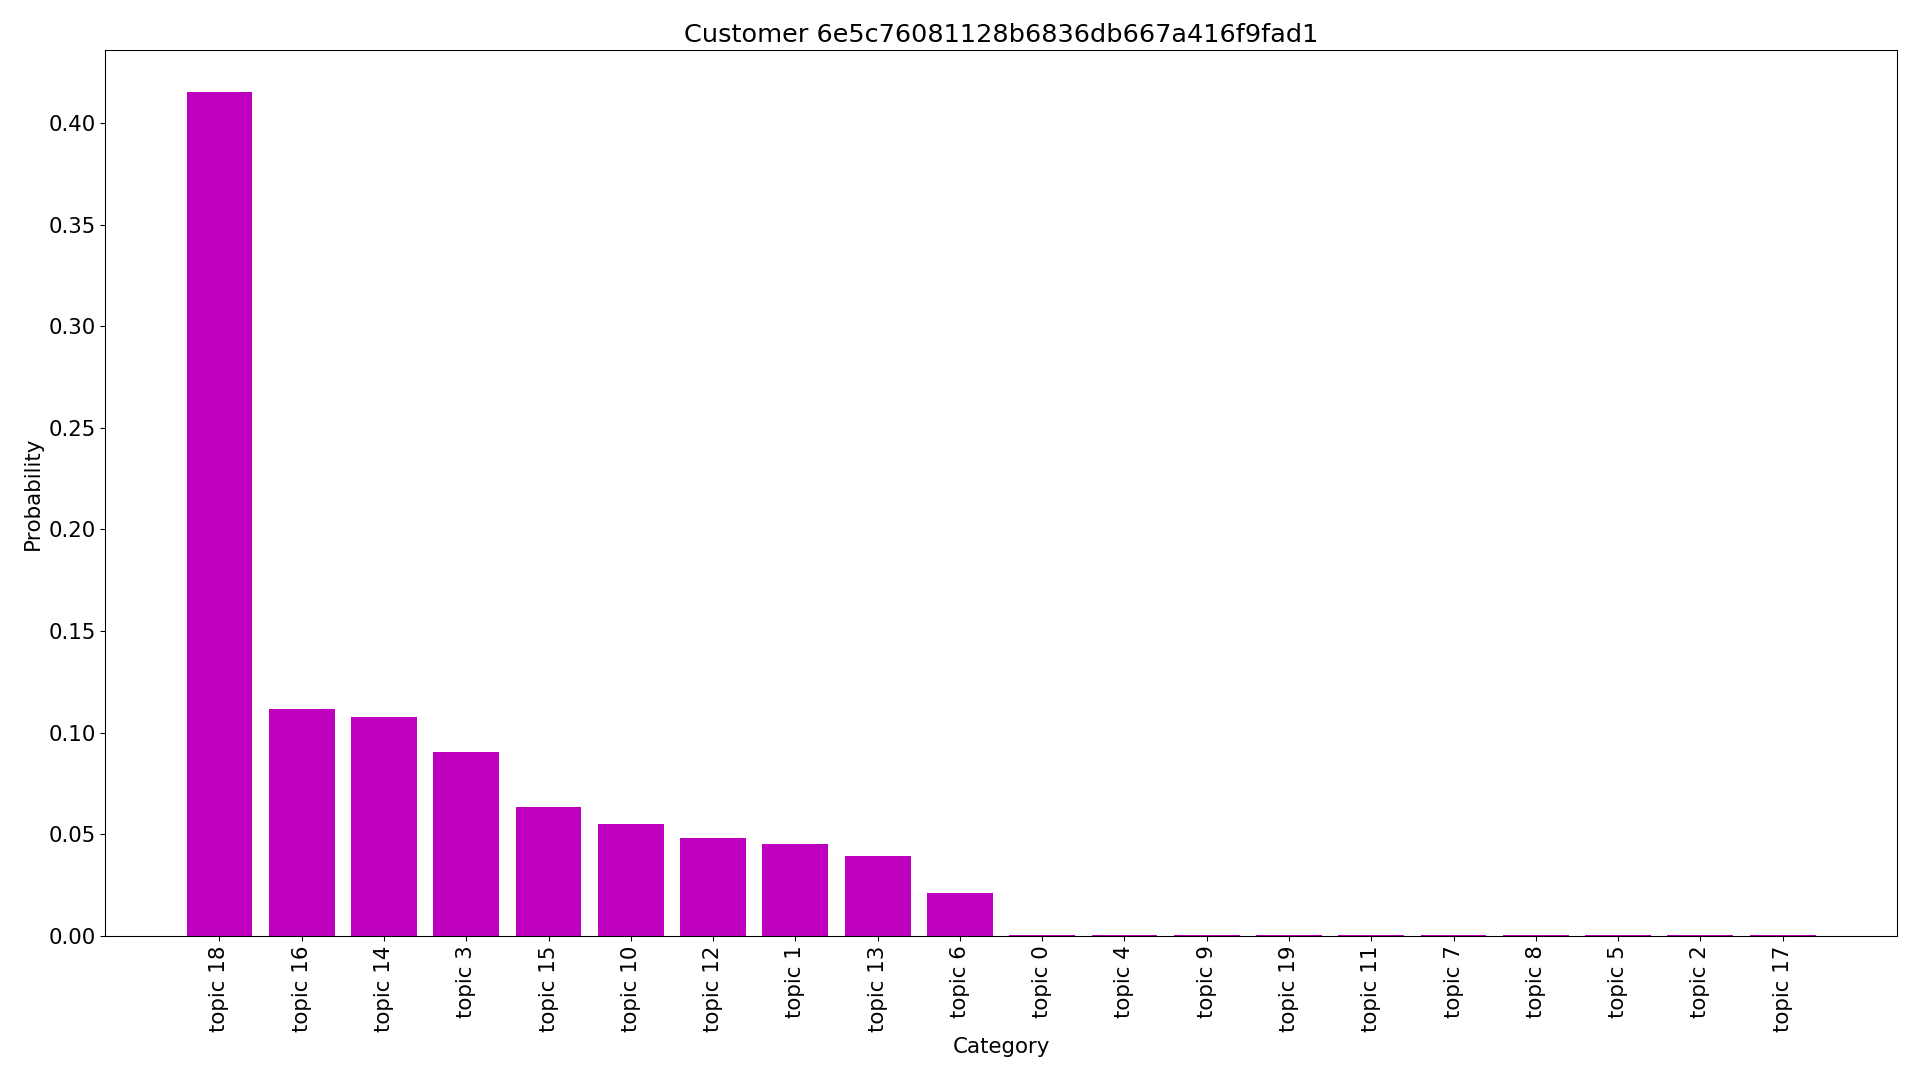 Customer 6e5c76081128b6836db667a416f9fad1
Probability
0.40
0.35
0.30
0.25
0.20
0.15
0.10
0.05
0.00
topic 18
topic 16
topic 14
topic 3
topic 15
topic 10
topic 12
topic 1
topic 13
topic 6
topic 0
topic 4
topic 9
topic 19
topic 11
topic 7
topic 8
topic 5
topic 2
topic 17
Category